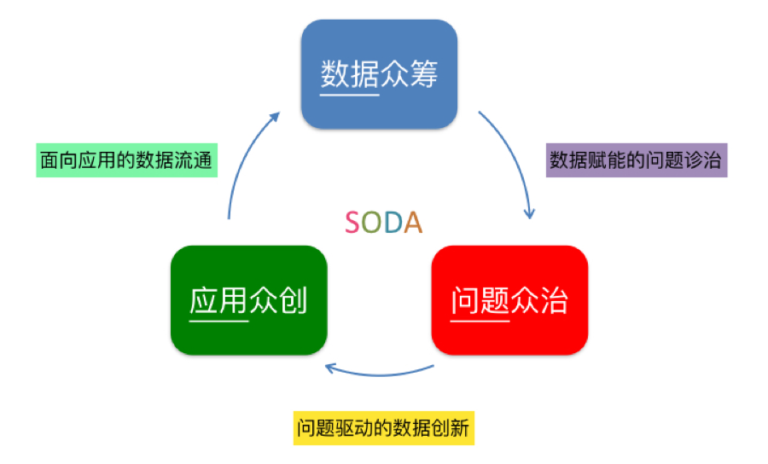 数据众筹
面向应用的数据流通
数据赋能的问题诊治
SODA
应用众创
问题众治
问题驱动的数据创新